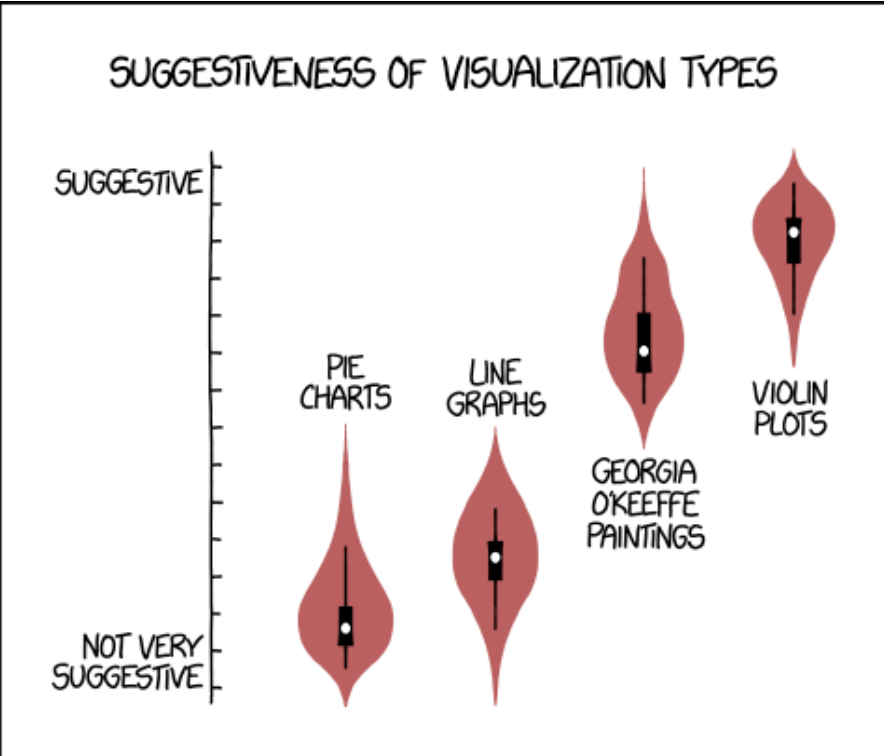 SUGGESTIVENESS OF VISUALIZATION TYPES
SUGGESTIVE
PIE
CHARTS
LINE
GRAPHS
GEORGIA
O'KEEFFE
PAINTINGS
VIOLIN
PLOTS
NOT VERY
SUGGESTIVE